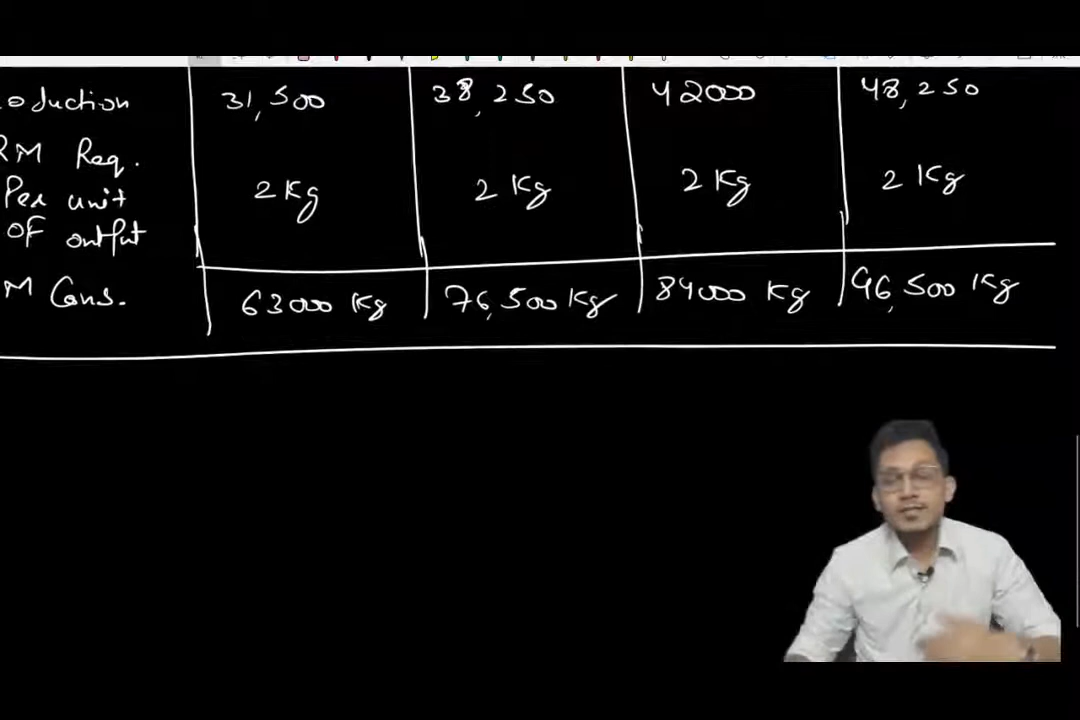 oduction 31,500 38,250 42000 48,250
RM Req.
Per unit 2 Kg 2 Kg 2 Kg 2 Kg
OF output
M Cons. 63000 Kg 76,500 Kg 84000 Kg 96,500 Kg